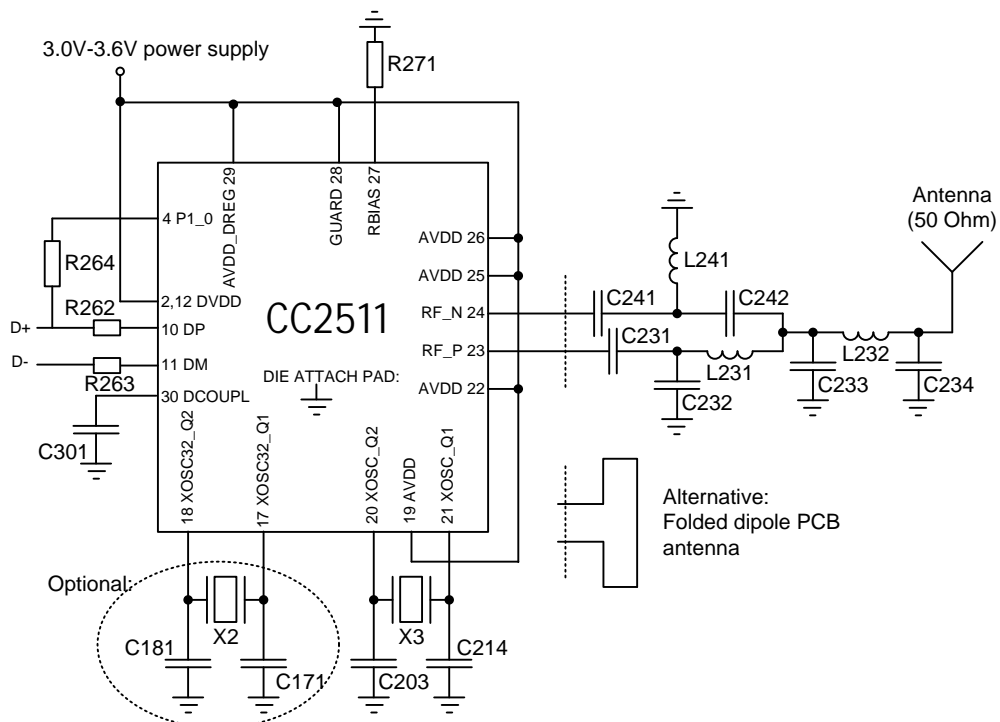 3.0V-3.6V power supply
R271
AVDD_DREG 29
GUARD 28
RBIAS 27
4 P1_0
R264
AVDD 26
AVDD 25
L241
Antenna
(50 Ohm)
R262
2,12 DVDD
D+
10 DP
CC2511
RF_N 24
C241
C242
C231
D-
11 DM
R263
RF_P 23
L231
L232
DIE ATTACH PAD:
30 DCOUPL
AVDD 22
C232
C233
C234
C301
18 XOSC32_Q2
17 XOSC32_Q1
20 XOSC_Q2
19 AVDD
21 XOSC_Q1
Alternative:
Folded dipole PCB
antenna
Optional:
X2
X3
C181
C171
C203
C214